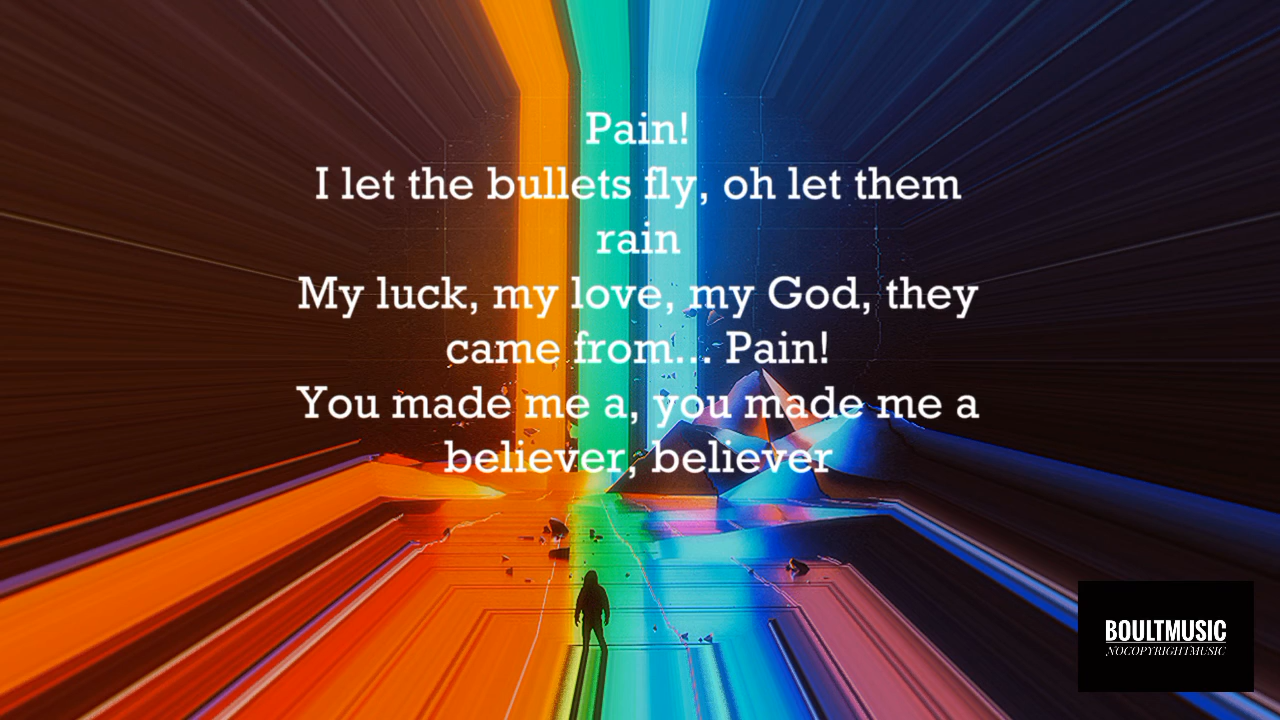 Pain!
I let the bullets fly, oh let them
rain
My luck, my love, my God, they
came from... Pain!
You made me a, you made me a
believer, believer
BOULTMUSIC
NOCOPYRIGHTMUSIC